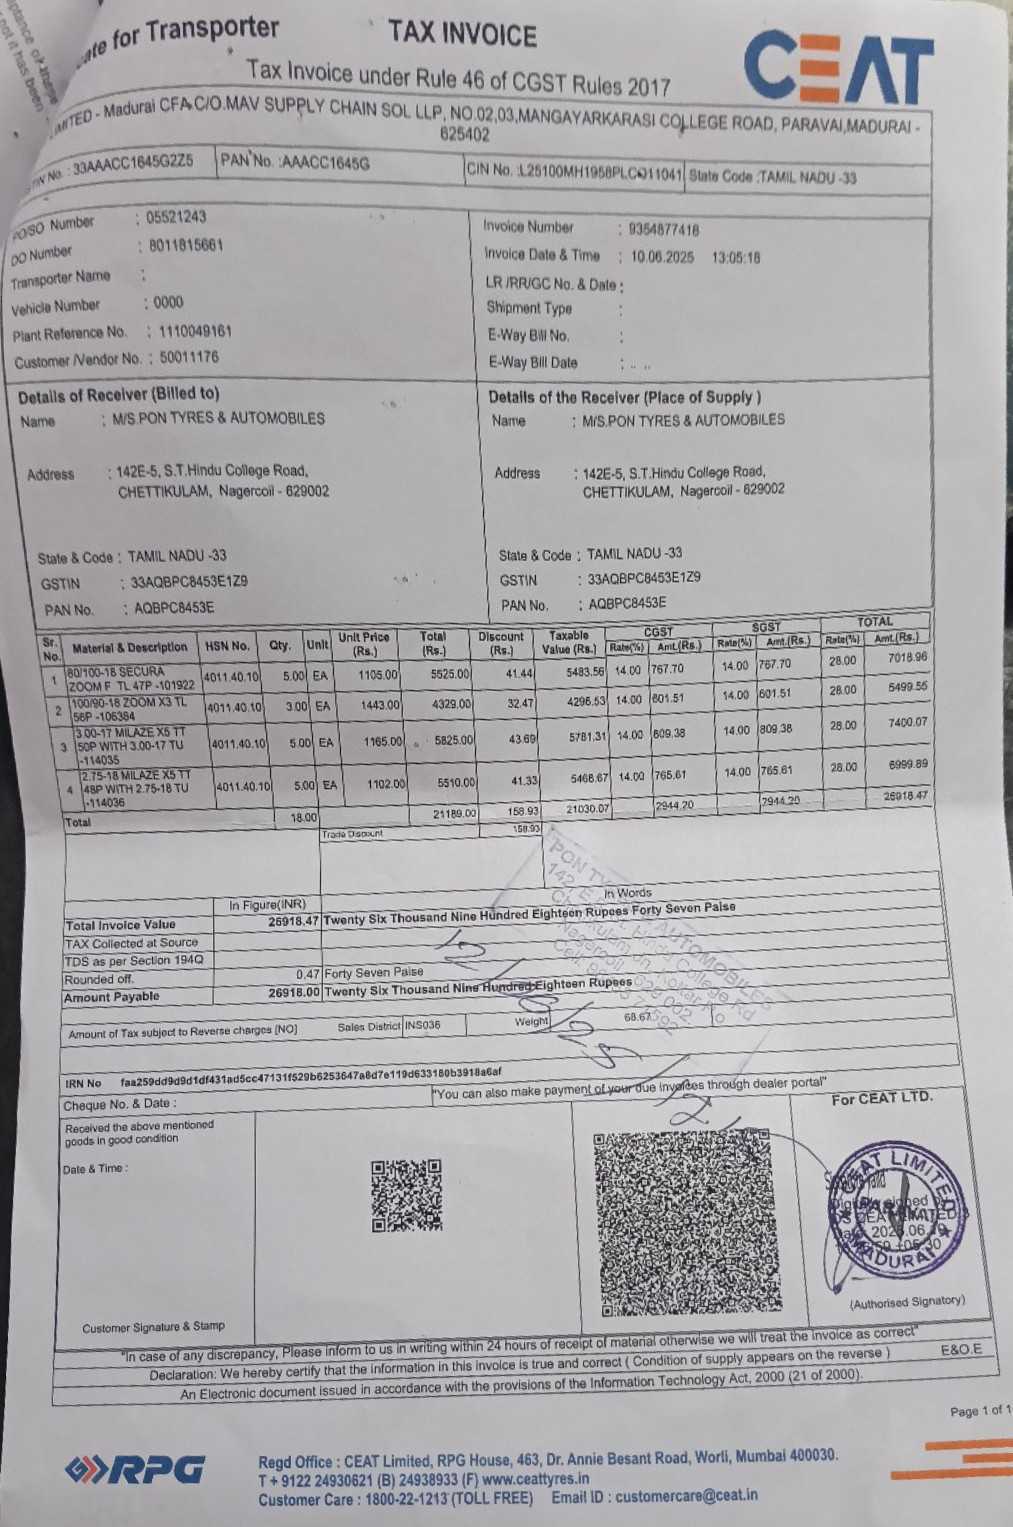 cate for Transporter
TAX INVOICE
CEAT
Tax Invoice under Rule 46 of CGST Rules 2017
LIMITED - Madurai CFA C/O.MAV SUPPLY CHAIN SOL LLP, NO.02,03,MANGAYARKARASI COLLEGE ROAD, PARAVAI,MADURAI - 625402
No. : 33AAACC1645G2Z5 PAN No. :AAACC1645G CIN No. :L25100MH1958PLC011041 State Code :TAMIL NADU -33
PO/SO Number : 05521243
DO Number : 8011815661
Transporter Name :
Vehicle Number : 0000
Plant Reference No. : 1110049161
Customer /Vendor No. : 50011176
Invoice Number : 9354877418
Invoice Date & Time : 10.06.2025 13:05:18
LR /RR/GC No. & Date :
Shipment Type :
E-Way Bill No. :
E-Way Bill Date : .. ..
Details of Receiver (Billed to)
Name : M/S.PON TYRES & AUTOMOBILES
Address : 142E-5, S.T.Hindu College Road,
CHETTIKULAM, Nagercoil - 629002
State & Code : TAMIL NADU -33
GSTIN : 33AQBPC8453E1Z9
PAN No. : AQBPC8453E
Details of the Receiver (Place of Supply )
Name : M/S.PON TYRES & AUTOMOBILES
Address : 142E-5, S.T.Hindu College Road,
CHETTIKULAM, Nagercoil - 629002
State & Code : TAMIL NADU -33
GSTIN : 33AQBPC8453E1Z9
PAN No. : AQBPC8453E
Sr. No. Material & Description HSN No. Qty. Unit Unit Price (Rs.) Total (Rs.) Discount (Rs.) Taxable Value (Rs.) CGST Rate(%) Amt.(Rs.) SGST Rate(%) Amt.(Rs.) TOTAL Rate(%) Amt.(Rs.)
1 80/100-18 SECURA ZOOM F TL 47P -101922 4011.40.10 5.00 EA 1105.00 5525.00 41.44 5483.56 14.00 767.70 14.00 767.70 28.00 7018.96
2 100/90-18 ZOOM X3 TL 56P -106384 4011.40.10 3.00 EA 1443.00 4329.00 32.47 4296.53 14.00 601.51 14.00 601.51 28.00 5499.55
3 3.00-17 MILAZE X5 TT 50P WITH 3.00-17 TU -114035 4011.40.10 5.00 EA 1165.00 5825.00 43.69 5781.31 14.00 809.38 14.00 809.38 28.00 7400.07
4 2.75-18 MILAZE X5 TT 48P WITH 2.75-18 TU -114036 4011.40.10 5.00 EA 1102.00 5510.00 41.33 5468.67 14.00 765.61 14.00 765.61 28.00 6999.89
Total 18.00 21189.00 158.93 21030.07 2944.20 2944.20 26918.47
Trade Discount 158.93
In Figure(INR) In Words
Total Invoice Value 26918.47 Twenty Six Thousand Nine Hundred Eighteen Rupees Forty Seven Paise
TAX Collected at Source
TDS as per Section 194Q
Rounded off. 0.47 Forty Seven Paise
Amount Payable 26918.00 Twenty Six Thousand Nine Hundred Eighteen Rupees
Amount of Tax subject to Reverse charges [NO] Sales District INS036 Weight 68.67
IRN No faa259dd9d9d1df431ad5cc47131f529b6253647a8d7e119d633180b3918a6af
Cheque No. & Date : "You can also make payment of your due invoices through dealer portal"
Received the above mentioned
goods in good condition
Date & Time :
Customer Signature & Stamp
For CEAT LTD.
CEAT LIMITED
MADURAI
(Authorised Signatory)
"In case of any discrepancy, Please inform to us in writing within 24 hours of receipt of material otherwise we will treat the invoice as correct"
Declaration: We hereby certify that the information in this invoice is true and correct ( Condition of supply appears on the reverse ) E&O.E
An Electronic document issued in accordance with the provisions of the Information Technology Act, 2000 (21 of 2000).
Page 1 of 1
RPG
Regd Office : CEAT Limited, RPG House, 463, Dr. Annie Besant Road, Worli, Mumbai 400030.
T + 9122 24930621 (B) 24938933 (F) www.ceattyres.in
Customer Care : 1800-22-1213 (TOLL FREE) Email ID : customercare@ceat.in